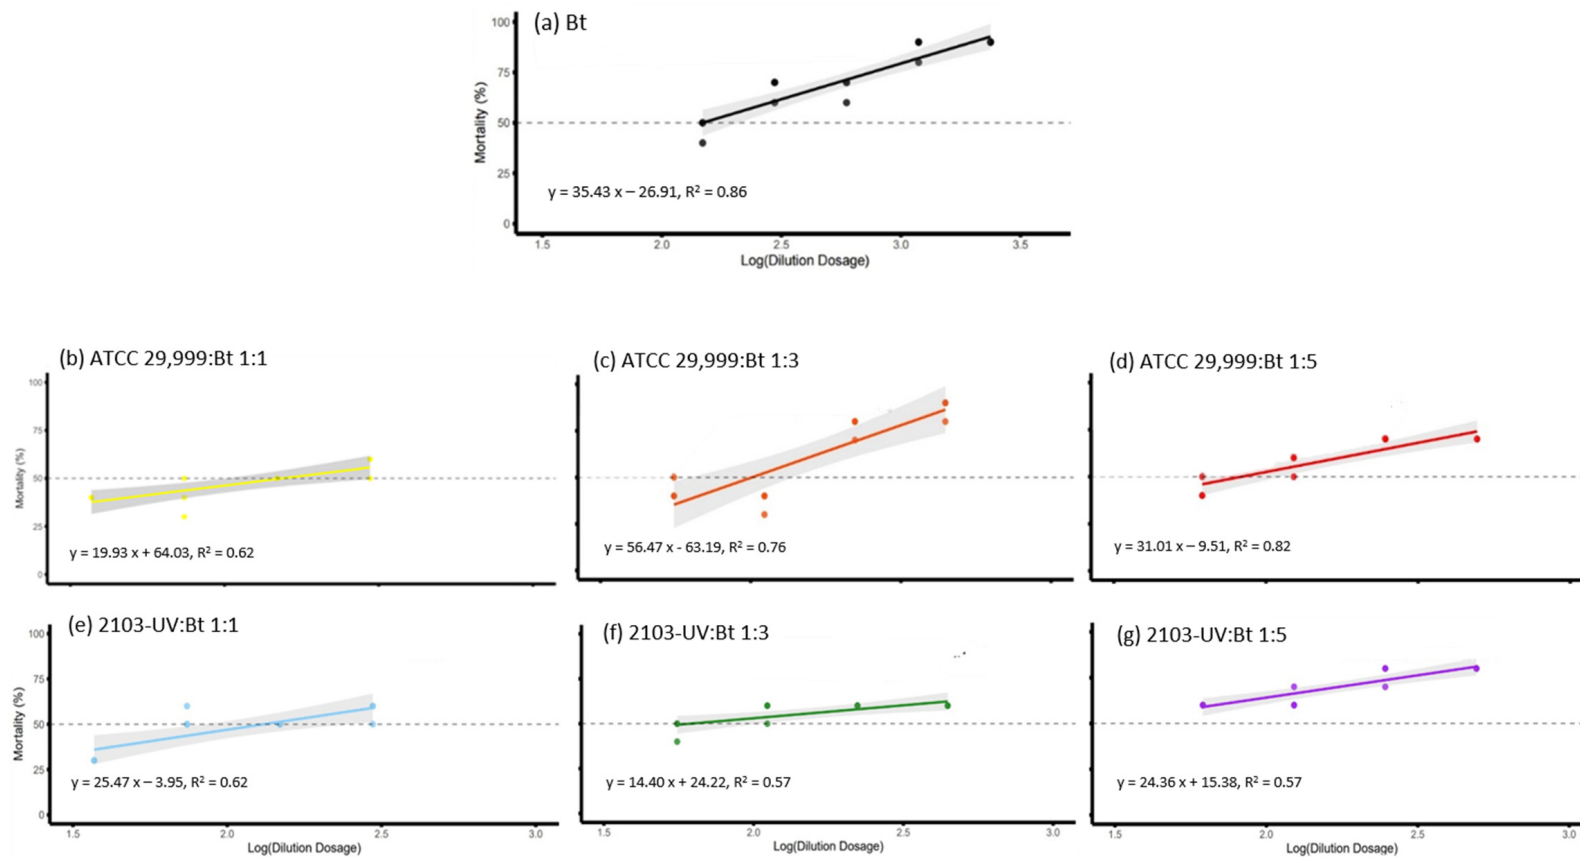 (a) Bt
100
75
50
25
0
Mortality (%)
y = 35.43 x – 26.91, R² = 0.86
1.5 2.0 2.5 3.0 3.5
Log(Dilution Dosage)
(b) ATCC 29,999:Bt 1:1
100
75
50
25
0
Mortality (%)
y = 19.93 x + 64.03, R² = 0.62
(c) ATCC 29,999:Bt 1:3
y = 56.47 x - 63.19, R² = 0.76
(d) ATCC 29,999:Bt 1:5
y = 31.01 x – 9.51, R² = 0.82
(e) 2103-UV:Bt 1:1
100
75
50
25
0
Mortality (%)
y = 25.47 x – 3.95, R² = 0.62
1.5 2.0 2.5 3.0
Log(Dilution Dosage)
(f) 2103-UV:Bt 1:3
y = 14.40 x + 24.22, R² = 0.57
1.5 2.0 2.5 3.0
Log(Dilution Dosage)
(g) 2103-UV:Bt 1:5
y = 24.36 x + 15.38, R² = 0.57
1.5 2.0 2.5 3.0
Log(Dilution Dosage)